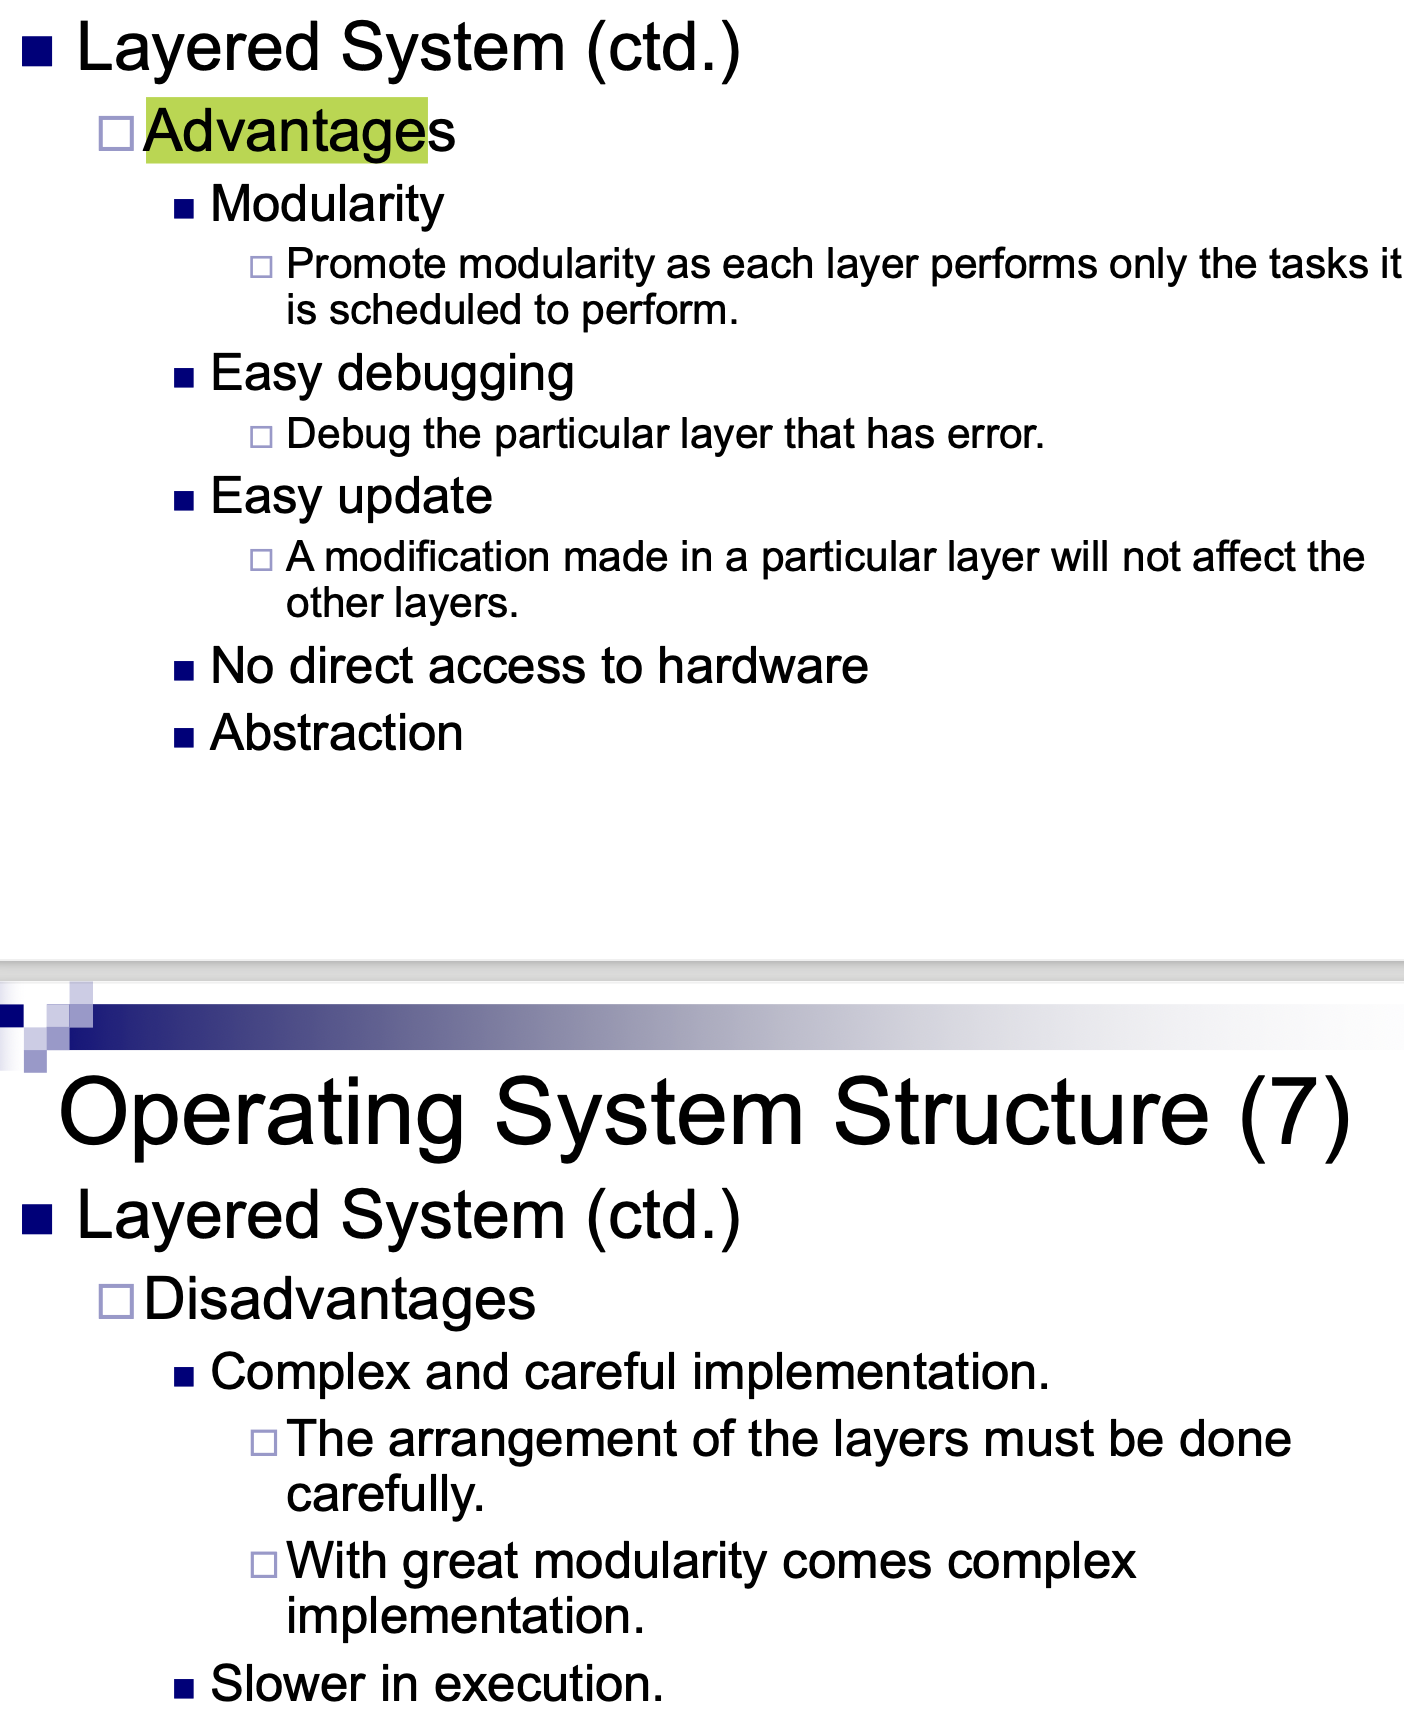 Layered System (ctd.)
Advantages
Modularity
Promote modularity as each layer performs only the tasks it
is scheduled to perform.
Easy debugging
Debug the particular layer that has error.
Easy update
A modification made in a particular layer will not affect the
other layers.
No direct access to hardware
Abstraction
Operating System Structure (7)
Layered System (ctd.)
Disadvantages
Complex and careful implementation.
The arrangement of the layers must be done
carefully.
With great modularity comes complex
implementation.
Slower in execution.